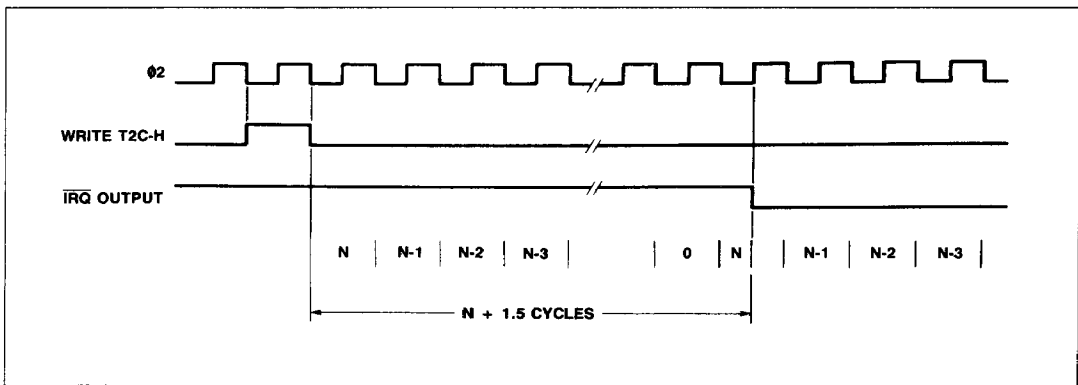 φ2
WRITE T2C-H
IRQ OUTPUT
N N-1 N-2 N-3 0 N N-1 N-2 N-3
N + 1.5 CYCLES